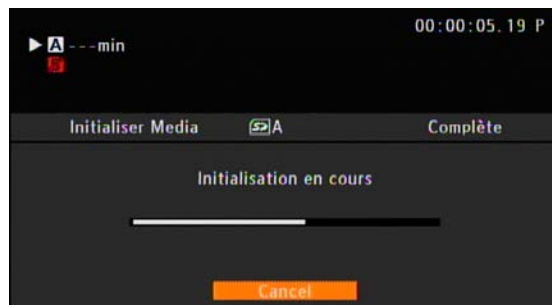 00:00:05.19 P
A ---min
Initialiser Media A Complète
Initialisation en cours
Cancel